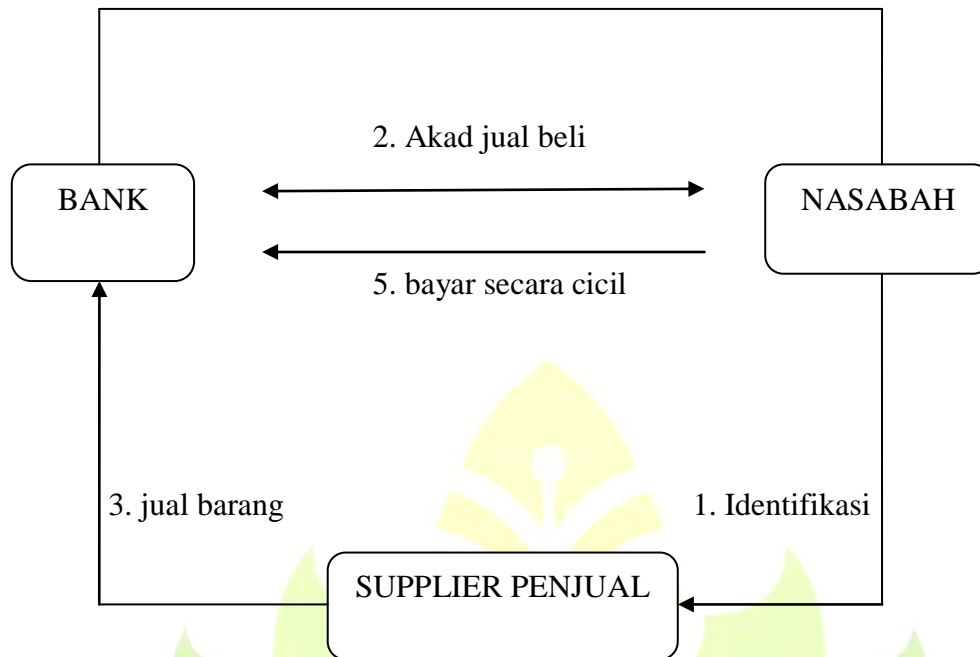 2. Akad jual beli
BANK
NASABAH
5. bayar secara cicil
3. jual barang
1. Identifikasi
SUPPLIER PENJUAL